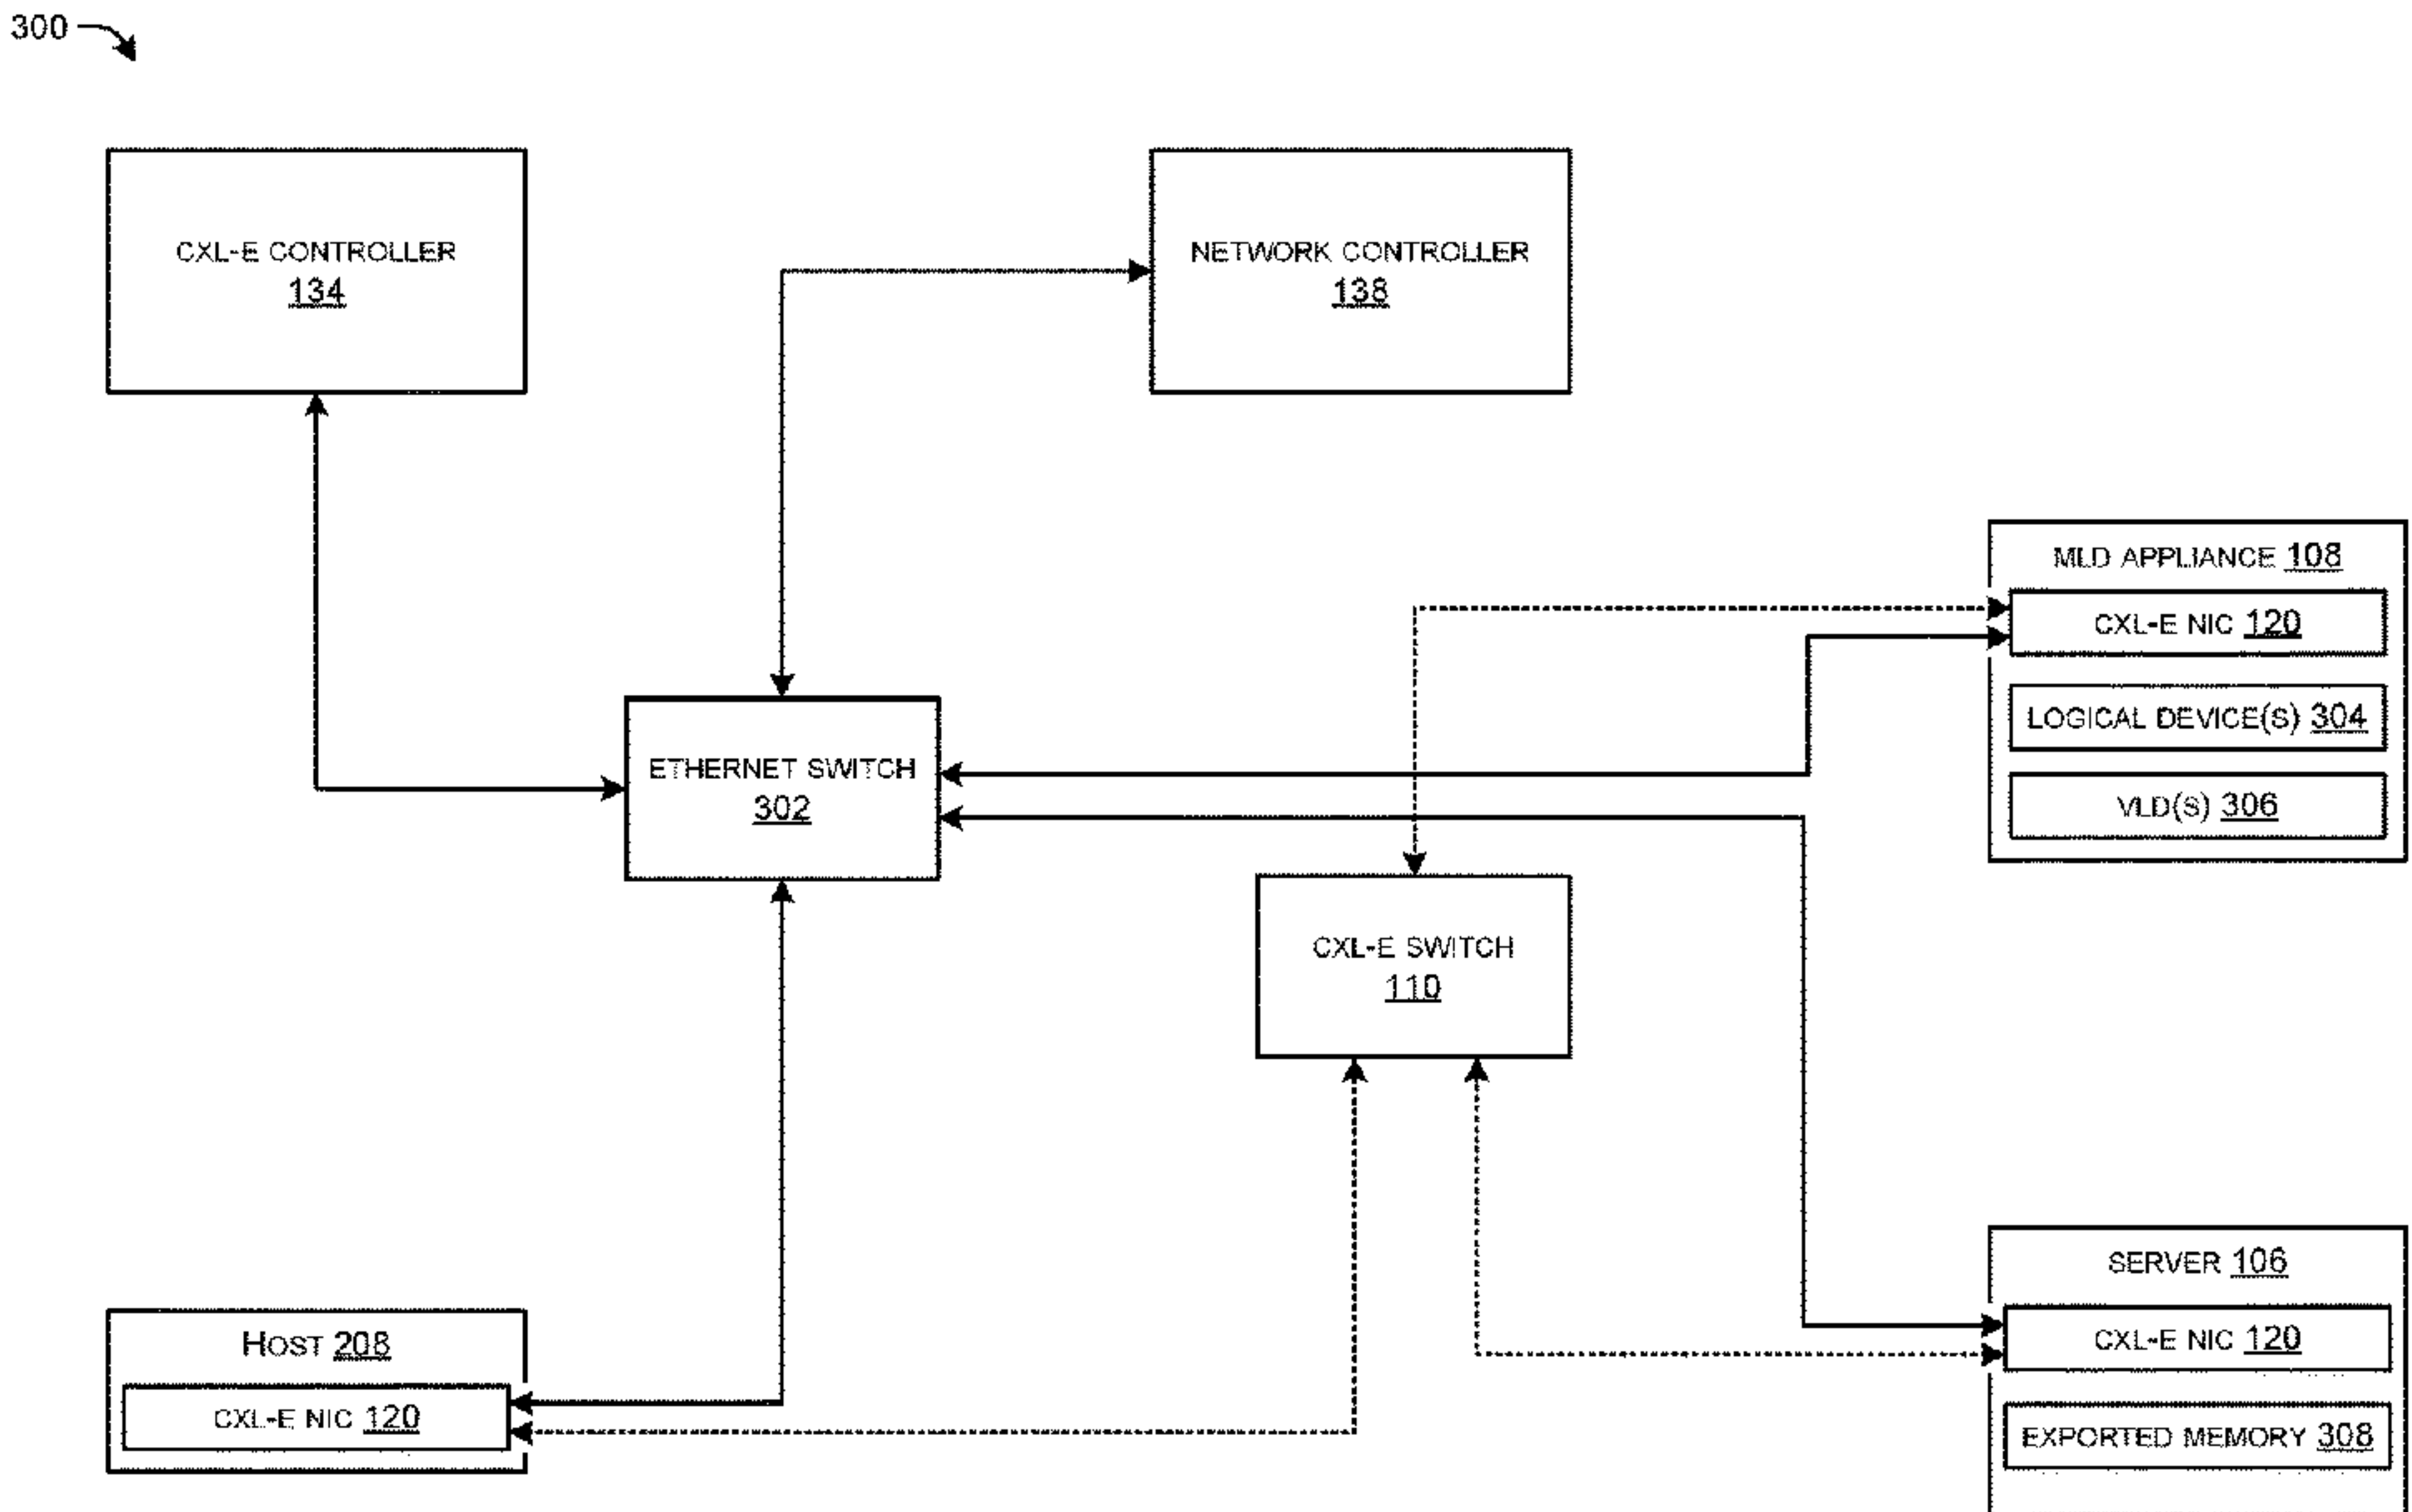 300
CXL-E CONTROLLER
134
NETWORK CONTROLLER
138
MLD APPLIANCE 108
CXL-E NIC 120
LOGICAL DEVICE(S) 304
VLD(S) 306
ETHERNET SWITCH
302
CXL-E SWITCH
110
SERVER 106
CXL-E NIC 120
EXPORTED MEMORY 308
HOST 208
CXL-E NIC 120